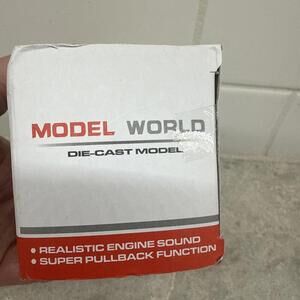 MODEL WORLD
DIE-CAST MODEL
• REALISTIC ENGINE SOUND
• SUPER PULLBACK FUNCTION